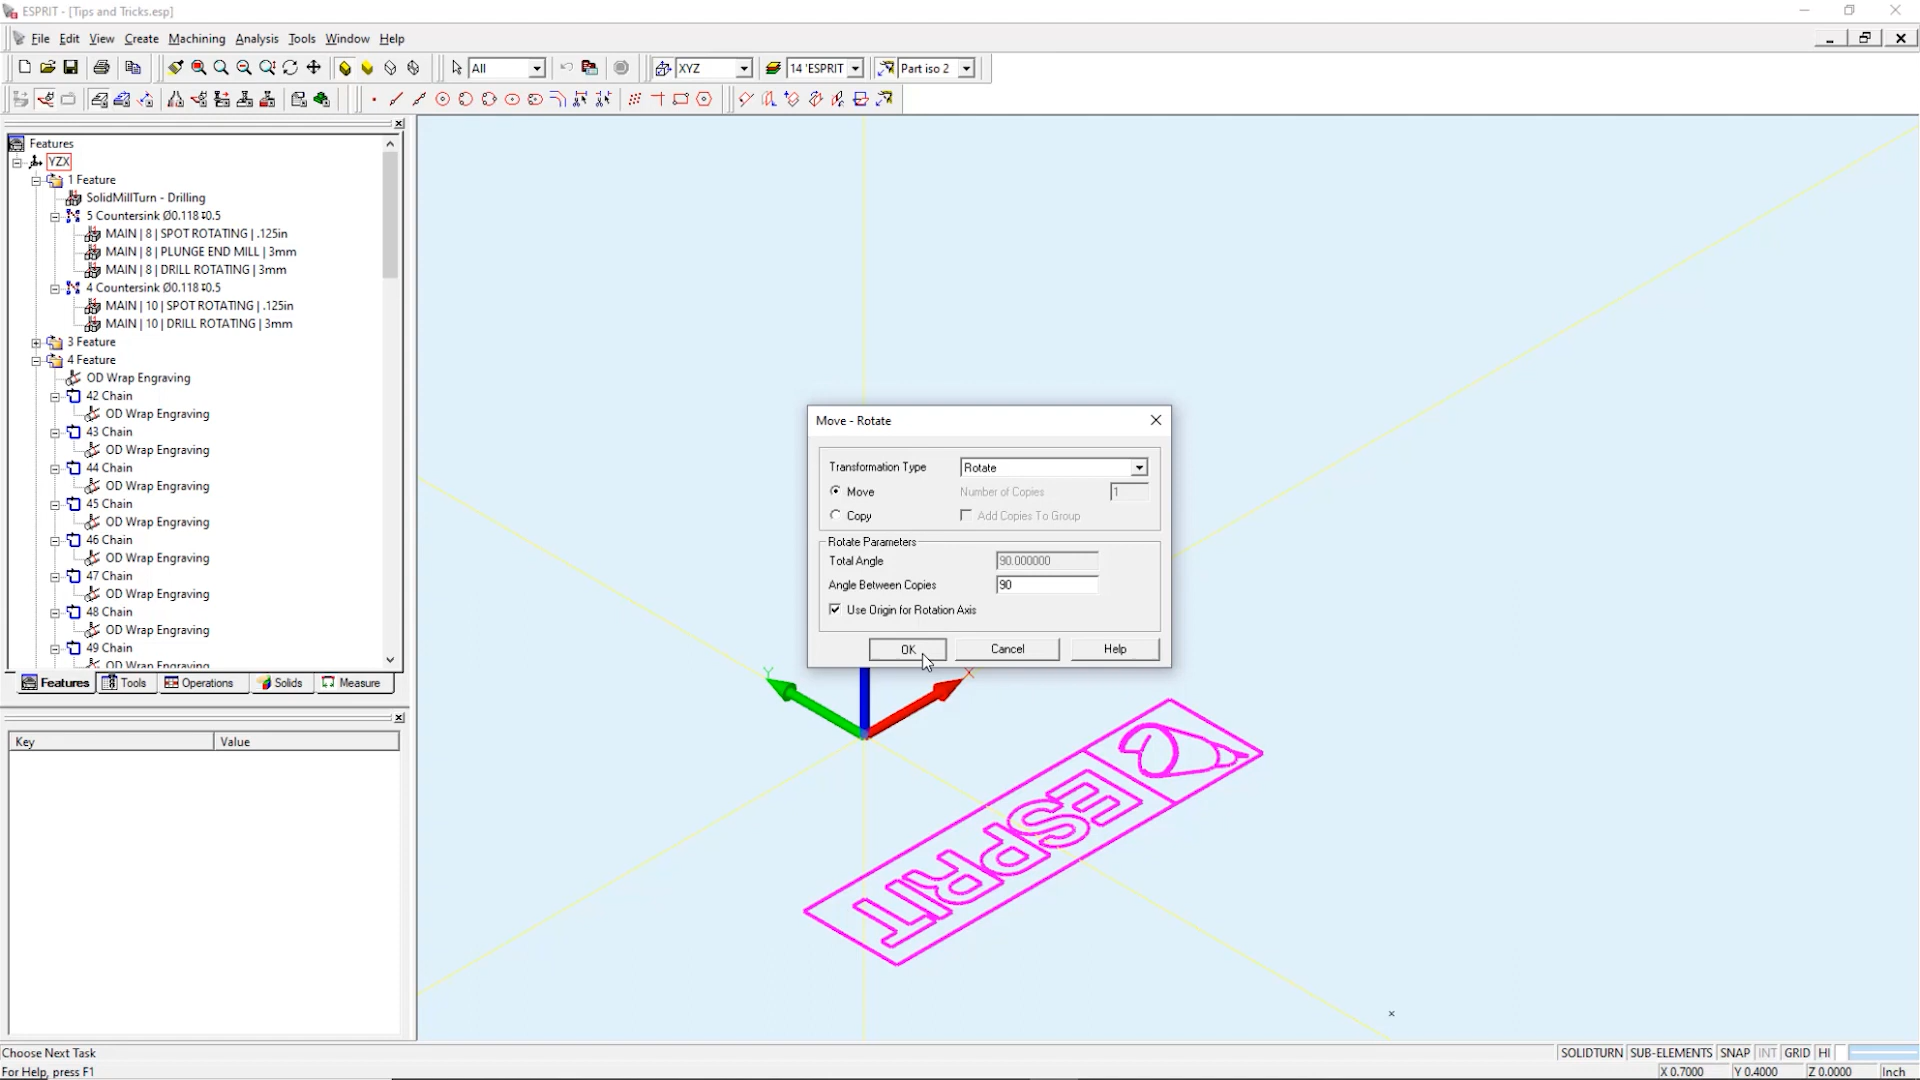 ESPRIT - [Tips and Tricks.esp]
File Edit View Create Machining Analysis Tools Window Help
All XYZ 14 'ESPRIT Part iso 2
Features
YZX
1 Feature
SolidMillTurn - Drilling
5 Countersink Ø0.118 ↧0.5
MAIN | 8 | SPOT ROTATING | .125in
MAIN | 8 | PLUNGE END MILL | 3mm
MAIN | 8 | DRILL ROTATING | 3mm
4 Countersink Ø0.118 ↧0.5
MAIN | 10 | SPOT ROTATING | .125in
MAIN | 10 | DRILL ROTATING | 3mm
3 Feature
4 Feature
OD Wrap Engraving
42 Chain
OD Wrap Engraving
43 Chain
OD Wrap Engraving
44 Chain
OD Wrap Engraving
45 Chain
OD Wrap Engraving
46 Chain
OD Wrap Engraving
47 Chain
OD Wrap Engraving
48 Chain
OD Wrap Engraving
49 Chain
OD Wrap Engraving
Features Tools Operations Solids Measure
Key Value
Move - Rotate
Transformation Type Rotate
Move Number of Copies 1
Copy Add Copies To Group
Rotate Parameters
Total Angle 90.000000
Angle Between Copies 90
Use Origin for Rotation Axis
OK Cancel Help
Y X
ESPRIT
Choose Next Task SOLIDTURN SUB-ELEMENTS SNAP INT GRID HI
For Help, press F1 X 0.7000 Y 0.4000 Z 0.0000 Inch